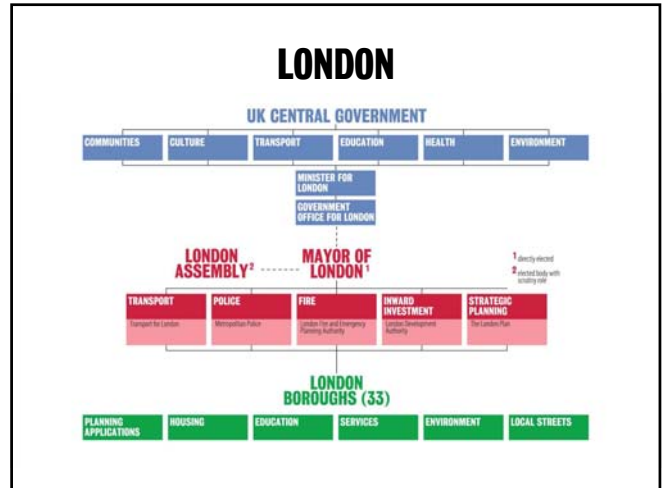 LONDON
UK CENTRAL GOVERNMENT
COMMUNITIES
CULTURE
TRANSPORT
EDUCATION
HEALTH
ENVIRONMENT
MINISTER FOR
LONDON
GOVERNMENT
OFFICE FOR LONDON
LONDON
ASSEMBLY²
MAYOR OF
LONDON¹
1 directly elected
2 elected body with
scrutiny role
TRANSPORT
Transport for London
POLICE
Metropolitan Police
FIRE
London Fire and Emergency
Planning Authority
INWARD
INVESTMENT
London Development
Authority
STRATEGIC
PLANNING
The London Plan
LONDON
BOROUGHS (33)
PLANNING
APPLICATIONS
HOUSING
EDUCATION
SERVICES
ENVIRONMENT
LOCAL STREETS